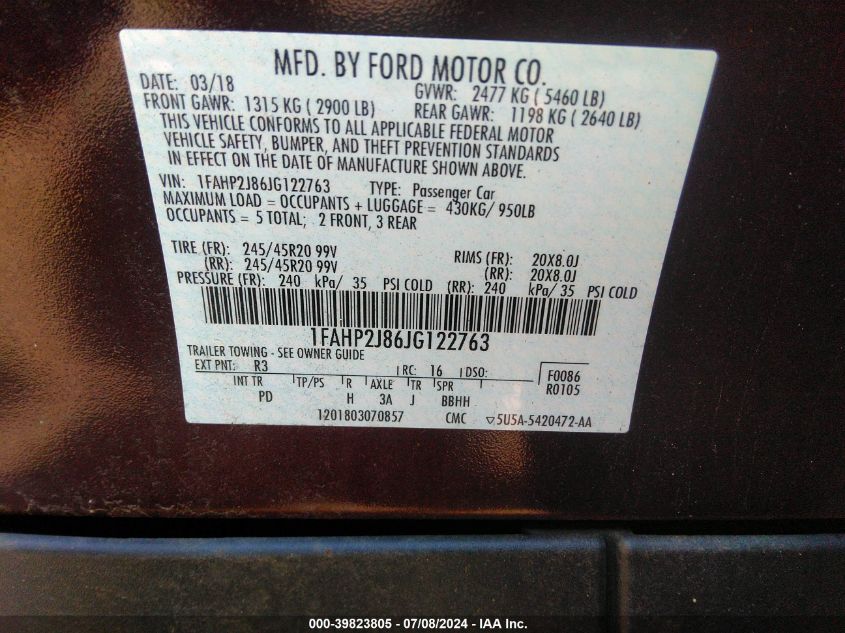 MFD. BY FORD MOTOR CO.
DATE: 03/18 GVWR: 2477 KG ( 5460 LB)
FRONT GAWR: 1315 KG ( 2900 LB) REAR GAWR: 1198 KG ( 2640 LB)
THIS VEHICLE CONFORMS TO ALL APPLICABLE FEDERAL MOTOR
VEHICLE SAFETY, BUMPER, AND THEFT PREVENTION STANDARDS
IN EFFECT ON THE DATE OF MANUFACTURE SHOWN ABOVE.
VIN: 1FAHP2J86JG122763 TYPE: Passenger Car
MAXIMUM LOAD = OCCUPANTS + LUGGAGE = 430KG/ 950LB
OCCUPANTS = 5 TOTAL; 2 FRONT, 3 REAR
TIRE (FR): 245/45R20 99V RIMS (FR): 20X8.0J
(RR): 245/45R20 99V (RR): 20X8.0J
PRESSURE (FR): 240 kPa/ 35 PSI COLD (RR): 240 kPa/ 35 PSI COLD
1FAHP2J86JG122763
TRAILER TOWING - SEE OWNER GUIDE
EXT PNT: R3 RC: 16 DSO: F0086
INT TR TP/PS R AXLE TR SPR R0105
PD H 3A J BBHH
1201803070857 CMC ▽5U5A-5420472-AA
000-39823805 - 07/08/2024 - IAA Inc.